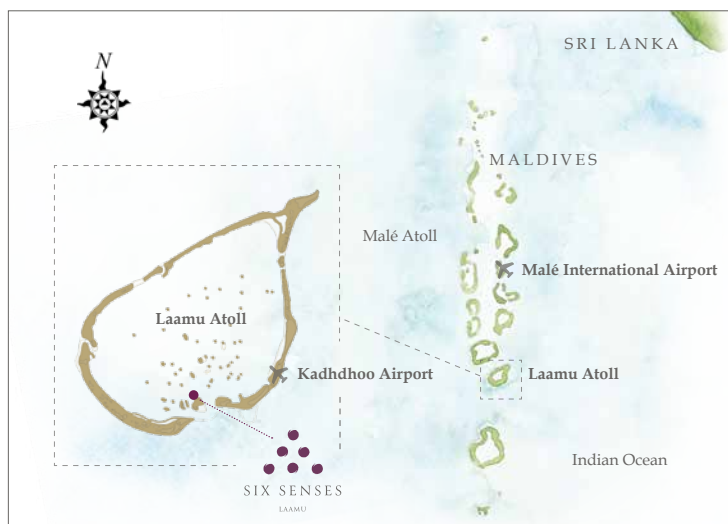 SRI LANKA
N
MALDIVES
Malé Atoll
Malé International Airport
Laamu Atoll
Kadhdhoo Airport
Laamu Atoll
Indian Ocean
SIX SENSES
LAAMU